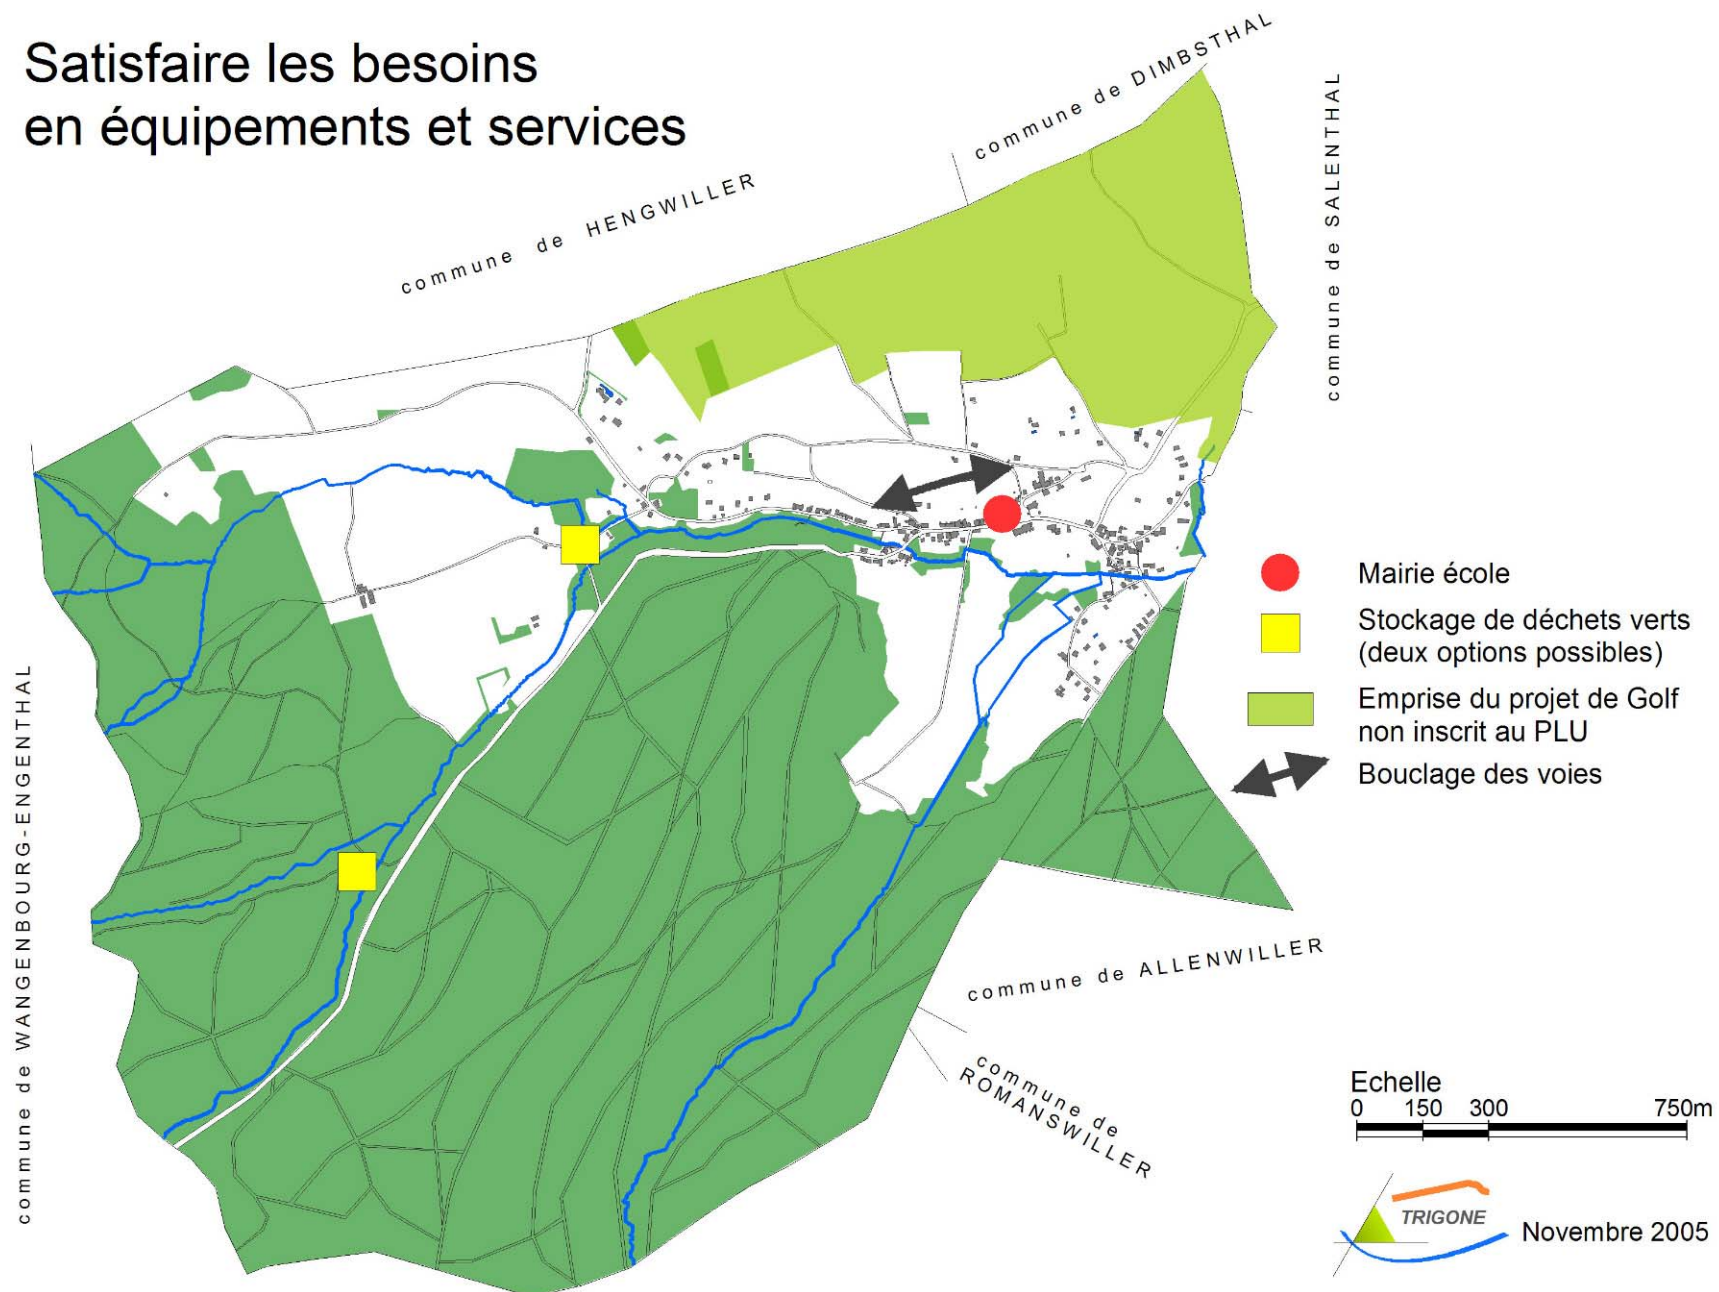 Satisfaire les besoins
en équipements et services
commune de DIMBSTHAL
commune de HENGWILLER
commune de SALENTHAL
commune de WANGENBOURG-ENGENTHAL
Mairie école
Stockage de déchets verts
(deux options possibles)
Emprise du projet de Golf
non inscrit au PLU
Bouclage des voies
commune de ALLENWILLER
commune de
ROMANSWILLER
Echelle
0 150 300 750m
TRIGONE
Novembre 2005